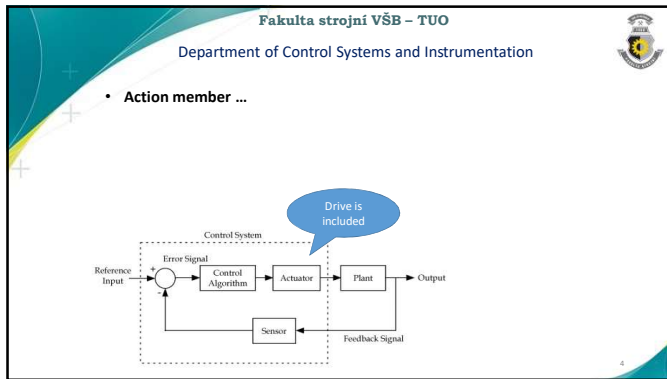 Fakulta strojní VŠB – TUO
Department of Control Systems and Instrumentation
• Action member ...
Drive is
included
Control System
Error Signal
Reference
Input
+
-
Control
Algorithm
Actuator
Plant
Output
Sensor
Feedback Signal
4